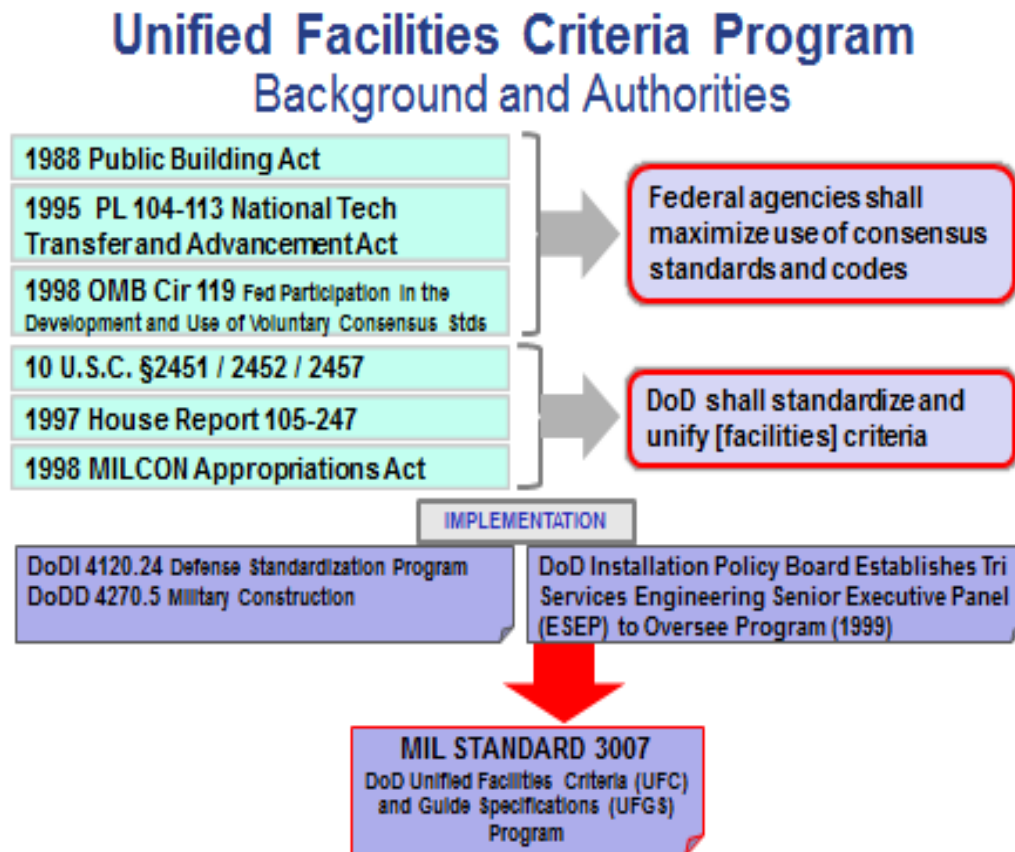 Unified Facilities Criteria Program
Background and Authorities
1988 Public Building Act
1995 PL 104-113 National Tech
Transfer and Advancement Act
1998 OMB Cir 119 Fed Participation in the
Development and Use of Voluntary Consensus Stds
10 U.S.C. §2451 / 2452 / 2457
1997 House Report 105-247
1998 MILCON Appropriations Act
Federal agencies shall
maximize use of consensus
standards and codes
DoD shall standardize and
unify [facilities] criteria
IMPLEMENTATION
DoDI 4120.24 Defense Standardization Program
DoDD 4270.5 Military Construction
DoD Installation Policy Board Establishes Tri
Services Engineering Senior Executive Panel
(ESEP) to Oversee Program (1999)
MIL STANDARD 3007
DoD Unified Facilities Criteria (UFC)
and Guide Specifications (UFGS)
Program